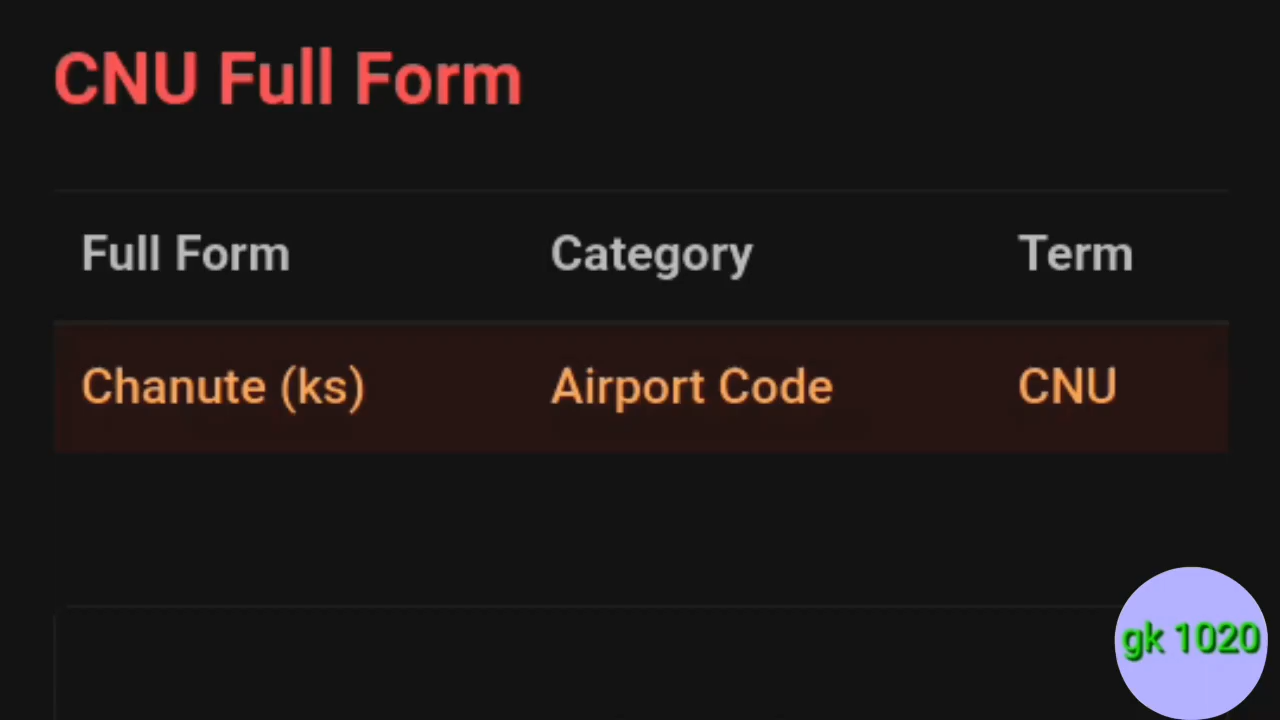 CNU Full Form
Full Form Category Term
Chanute (ks) Airport Code CNU
gk 1020